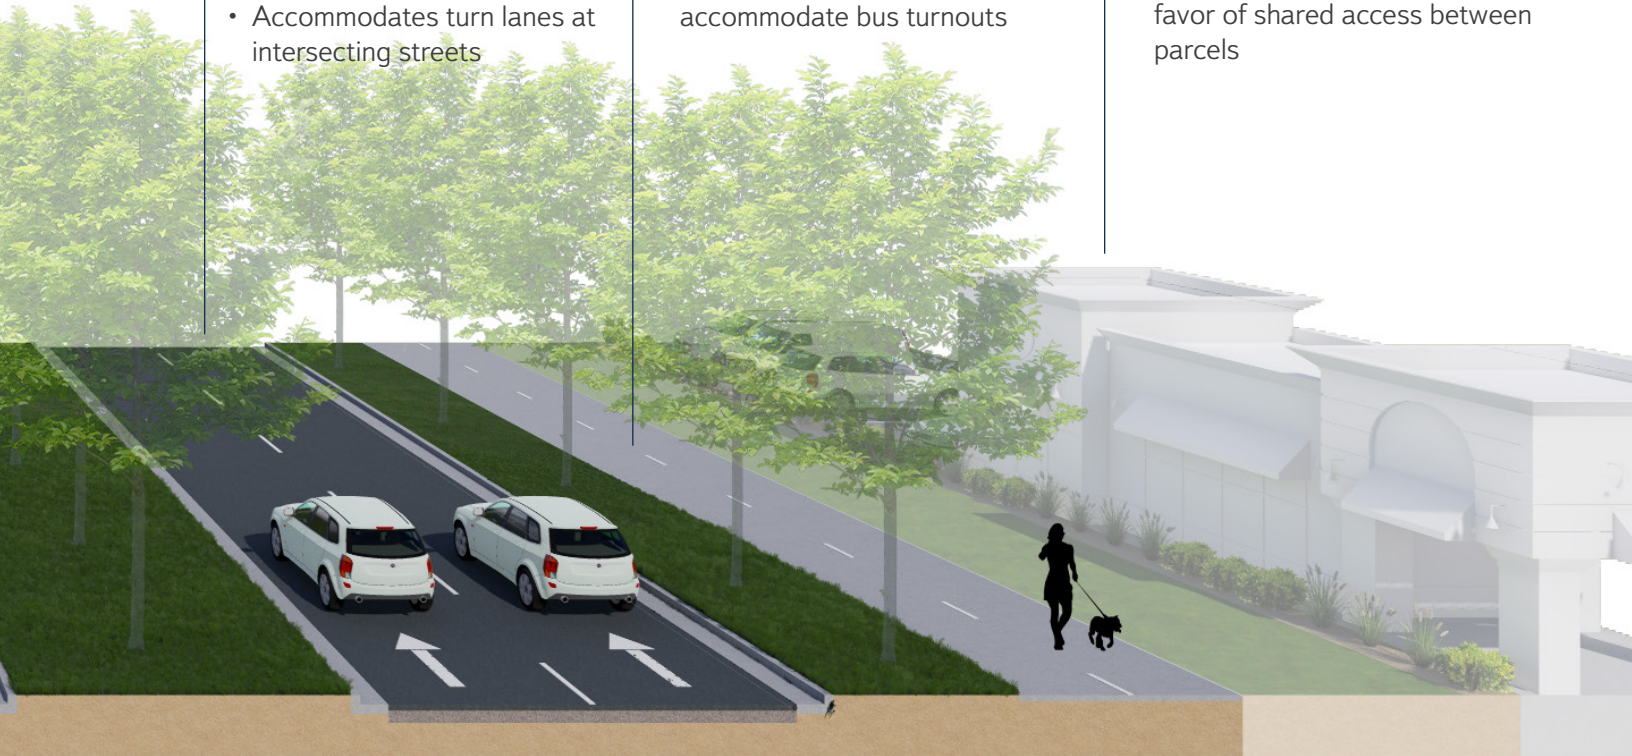 • Accommodates turn lanes at
intersecting streets
accommodate bus turnouts
favor of shared access between
parcels